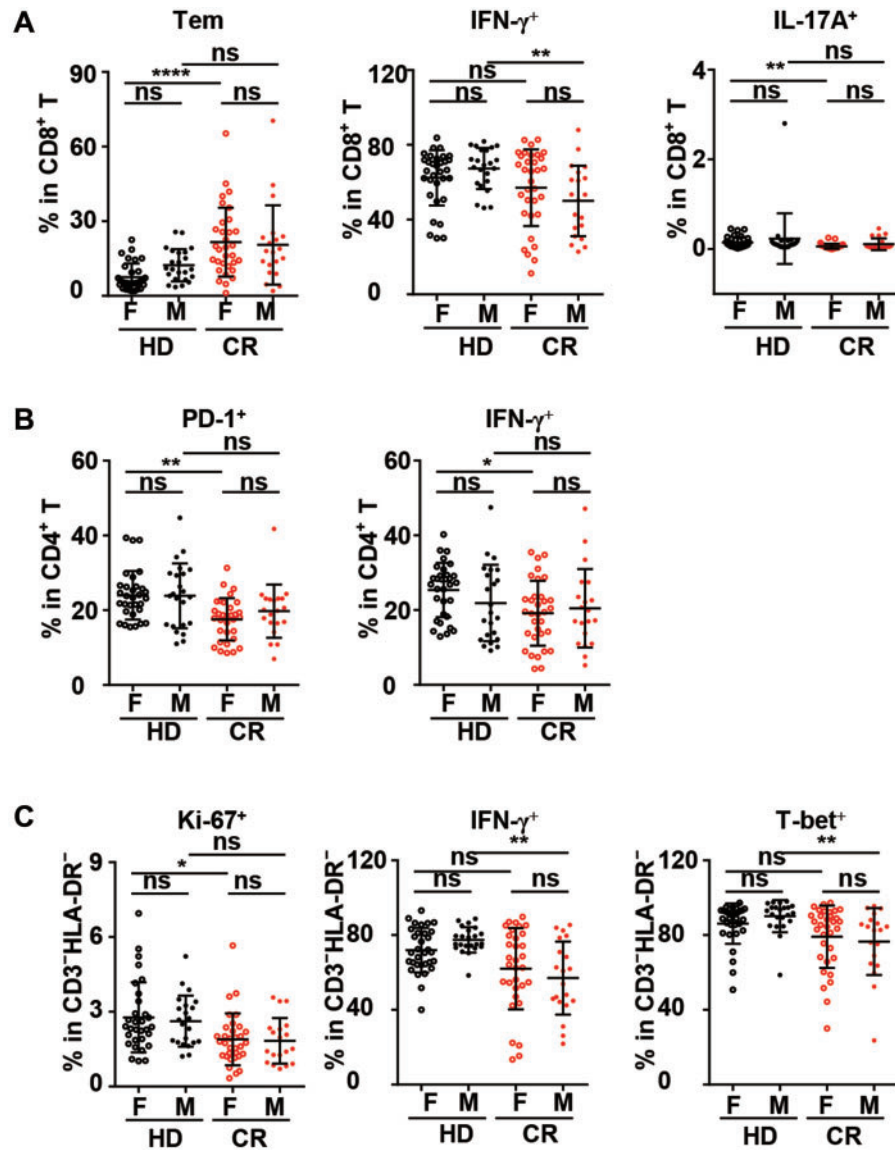 A
Tem
IFN-γ⁺
IL-17A⁺
% in CD8⁺ T
90
60
30
0
ns
****
ns
ns
F M F M
HD CR
% in CD8⁺ T
120
80
40
0
**
ns
ns
ns
F M F M
HD CR
% in CD8⁺ T
4
2
0
ns
**
ns
ns
F M F M
HD CR
B
PD-1⁺
IFN-γ⁺
% in CD4⁺ T
60
40
20
0
ns
**
ns
ns
F M F M
HD CR
% in CD4⁺ T
60
40
20
0
ns
*
ns
ns
F M F M
HD CR
C
Ki-67⁺
IFN-γ⁺
T-bet⁺
% in CD3⁻HLA-DR⁻
9
6
3
0
ns
*
ns
ns
F M F M
HD CR
% in CD3⁻HLA-DR⁻
120
80
40
0
ns
**
ns
ns
F M F M
HD CR
% in CD3⁻HLA-DR⁻
120
80
40
0
ns
**
ns
ns
F M F M
HD CR